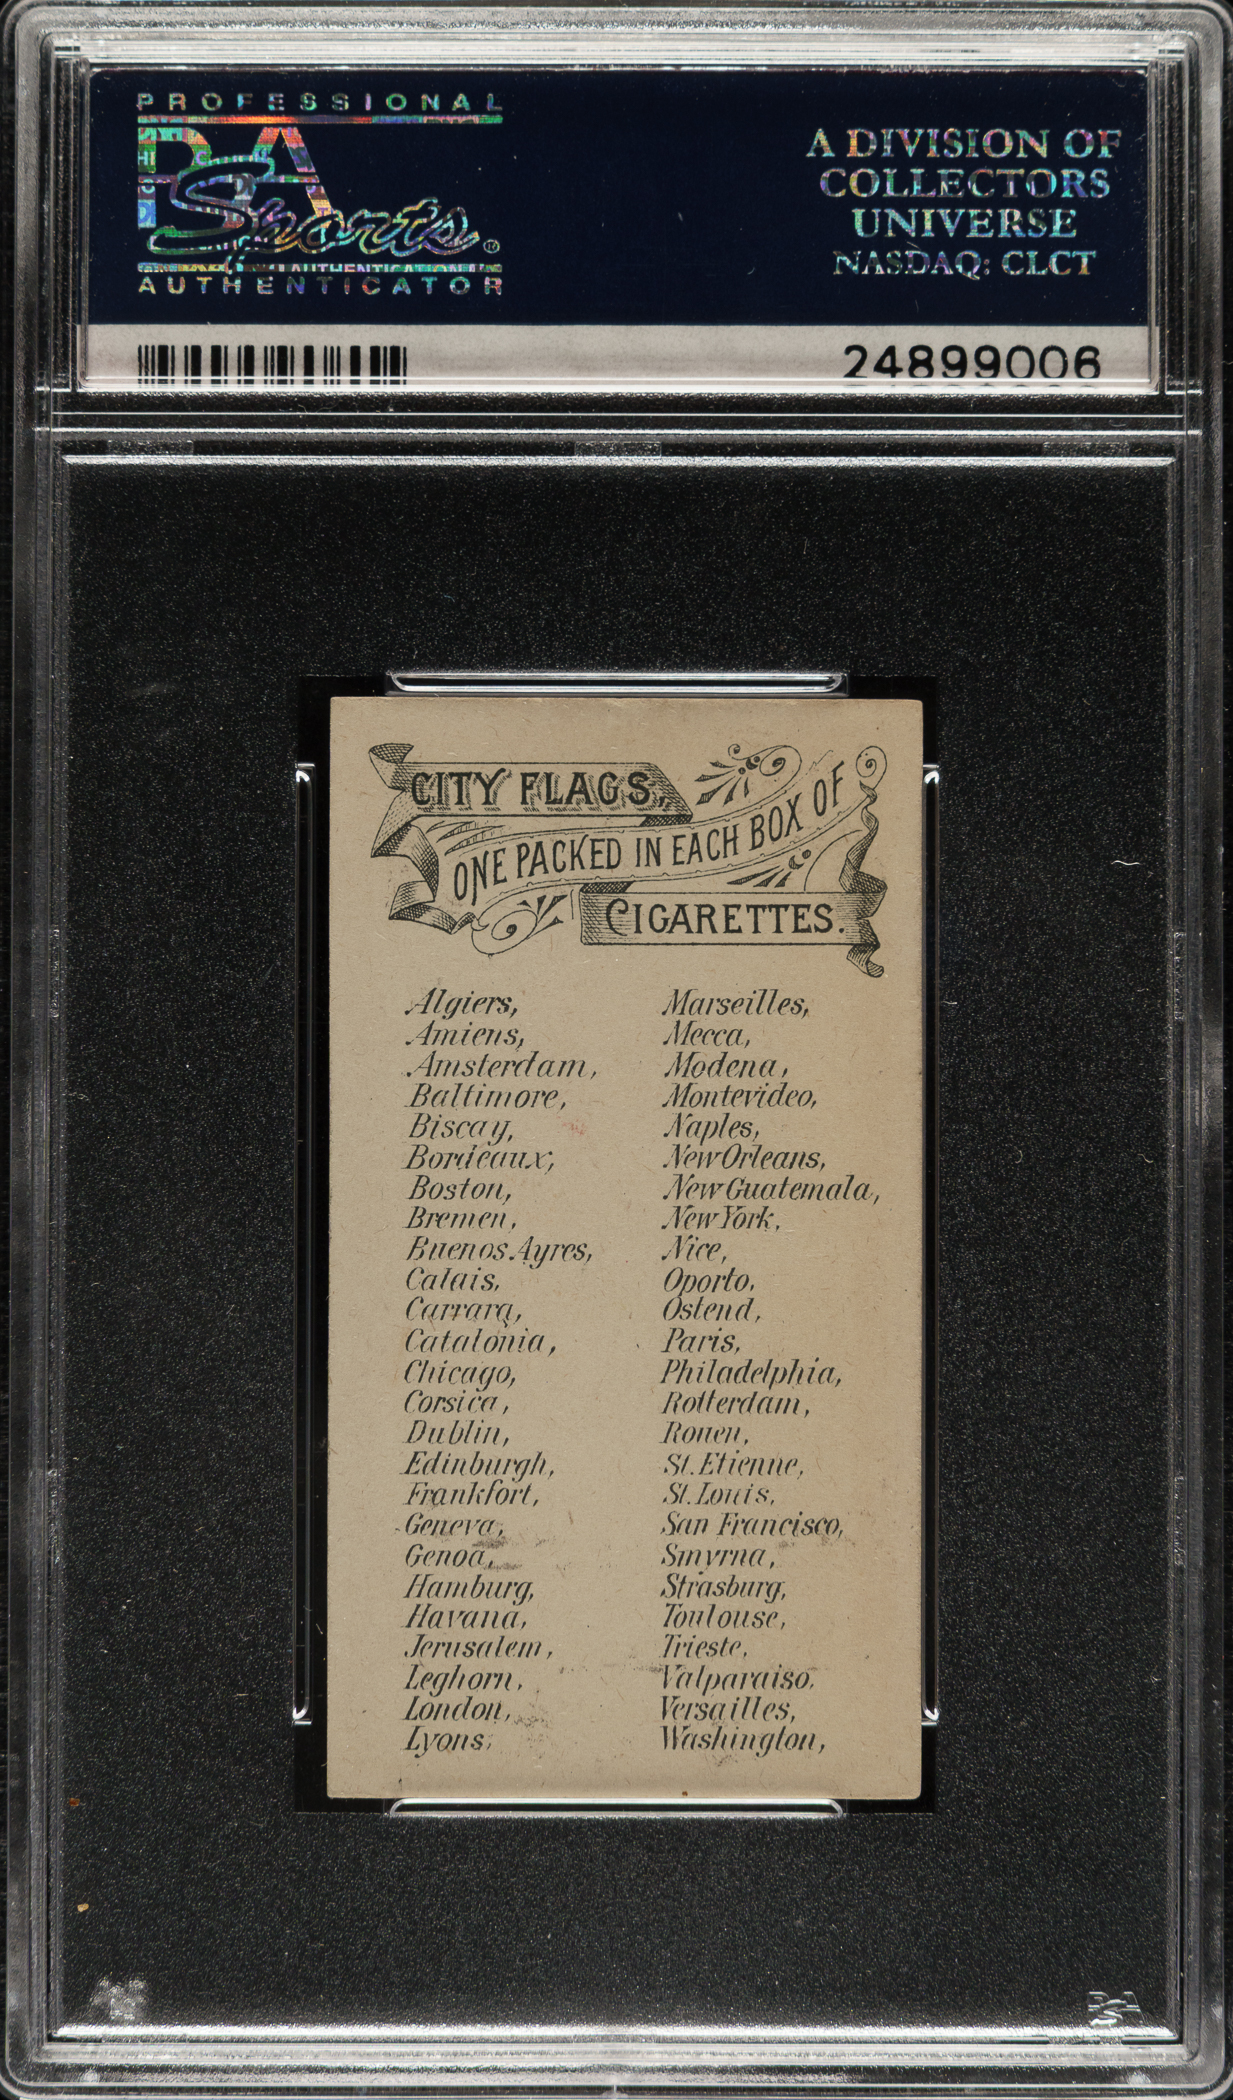 PROFESSIONAL
PSA
Sports
AUTHENTICATOR
A DIVISION OF
COLLECTORS
UNIVERSE
NASDAQ: CLCT
24899006
CITY FLAGS,
ONE PACKED IN EACH BOX OF
CIGARETTES.
Algiers,
Amiens,
Amsterdam,
Baltimore,
Biscay,
Bordeaux,
Boston,
Bremen,
Buenos Ayres,
Calais,
Carrara,
Catalonia,
Chicago,
Corsica,
Dublin,
Edinburgh,
Frankfort,
Geneva,
Genoa,
Hamburg,
Havana,
Jerusalem,
Leghorn,
London,
Lyons,
Marseilles,
Mecca,
Modena,
Montevideo,
Naples,
New Orleans,
New Guatemala,
New York,
Nice,
Oporto,
Ostend,
Paris,
Philadelphia,
Rotterdam,
Rouen,
St. Etienne,
St. Louis,
San Francisco,
Smyrna,
Strasburg,
Toulouse,
Trieste,
Valparaiso.
Versailles,
Washington,
PSA